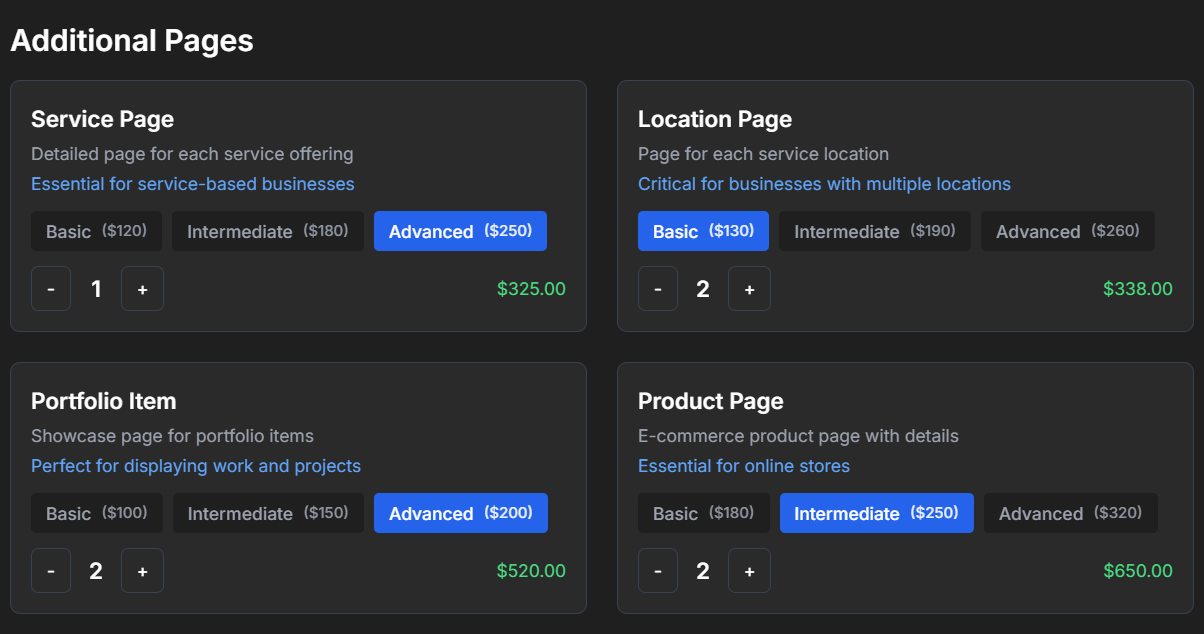 Additional Pages
Service Page
Detailed page for each service offering
Essential for service-based businesses
Basic ($120) Intermediate ($180) Advanced ($250)
- 1 + $325.00
Location Page
Page for each service location
Critical for businesses with multiple locations
Basic ($130) Intermediate ($190) Advanced ($260)
- 2 + $338.00
Portfolio Item
Showcase page for portfolio items
Perfect for displaying work and projects
Basic ($100) Intermediate ($150) Advanced ($200)
- 2 + $520.00
Product Page
E-commerce product page with details
Essential for online stores
Basic ($180) Intermediate ($250) Advanced ($320)
- 2 + $650.00